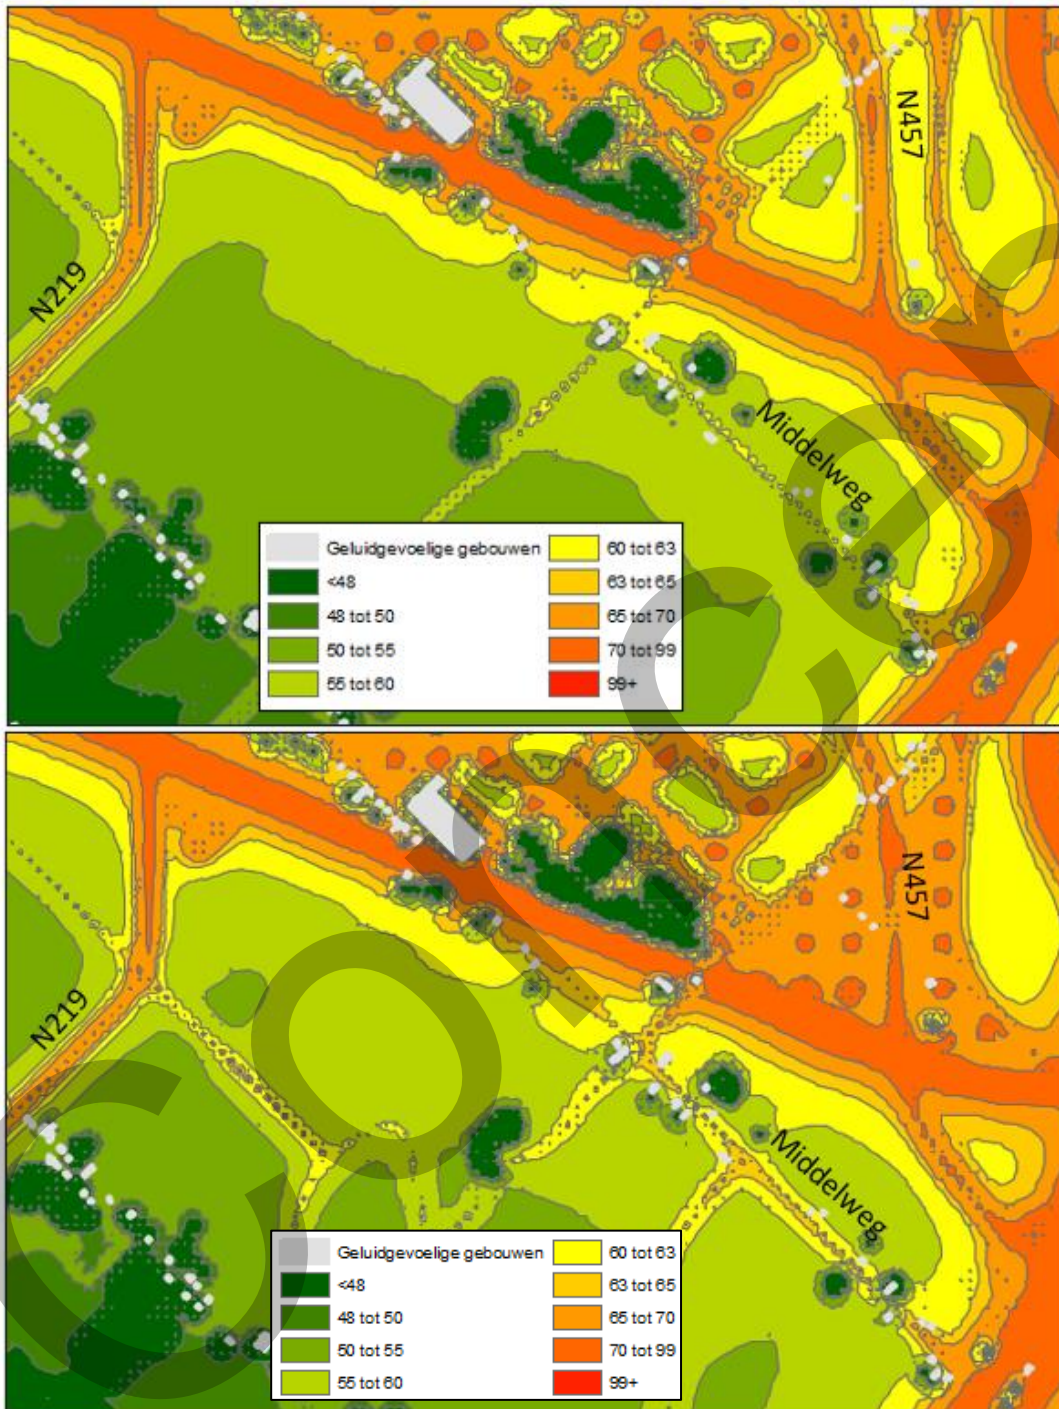 N457
N219
Middelweg
Geluidgevoelige gebouwen
<48
48 tot 50
50 tot 55
55 tot 60
60 tot 63
63 tot 65
65 tot 70
70 tot 99
99+
N457
N219
Middelweg
Geluidgevoelige gebouwen
<48
48 tot 50
50 tot 55
55 tot 60
60 tot 63
63 tot 65
65 tot 70
70 tot 99
99+
Concer